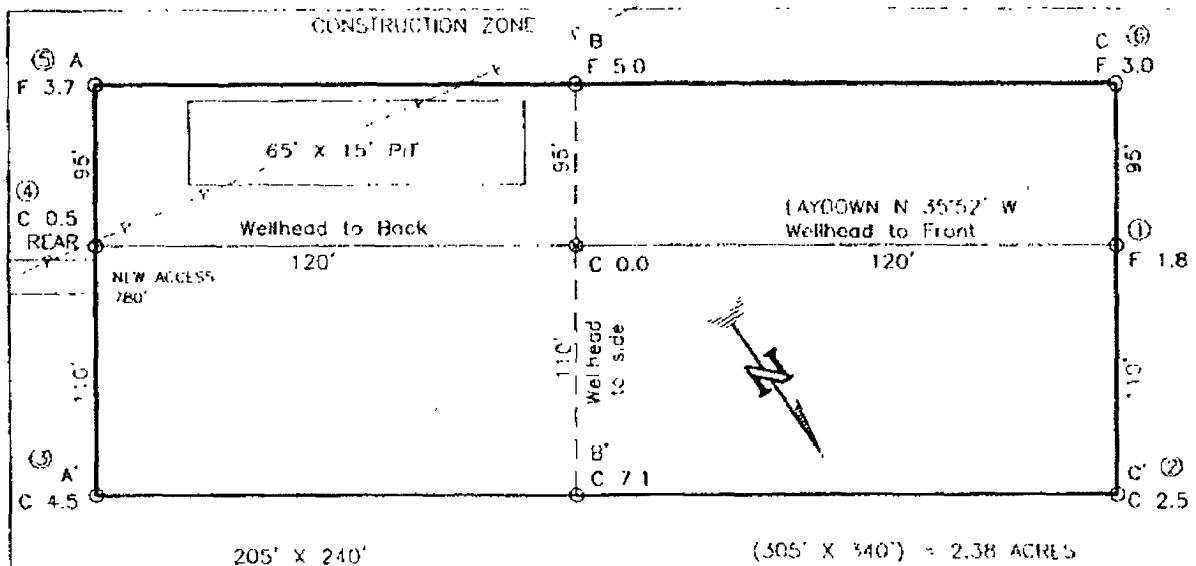 CONSTRUCTION ZONE
⑤ A
F 3.7
B
F 5.0
C ⑥
F 3.0
95'
95'
95'
65' X 15' PIT
④
C 0.5
REAR
Wellhead to Back
120'
NEW ACCESS
780'
C 0.0
LAYDOWN N 35°52' W
Wellhead to Front
120'
①
F 1.8
110'
110'
Wellhead
to side
110'
N
③ A'
C 4.5
B'
C 7.1
C' ②
C 2.5
205' X 240'
(305' X 340') = 2.38 ACRES